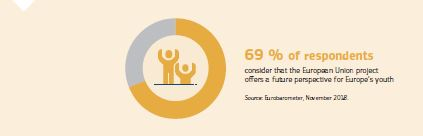 69 % of respondents
consider that the European Union project
offers a future perspective for Europe's youth
Source: Eurobarometer, November 2018.